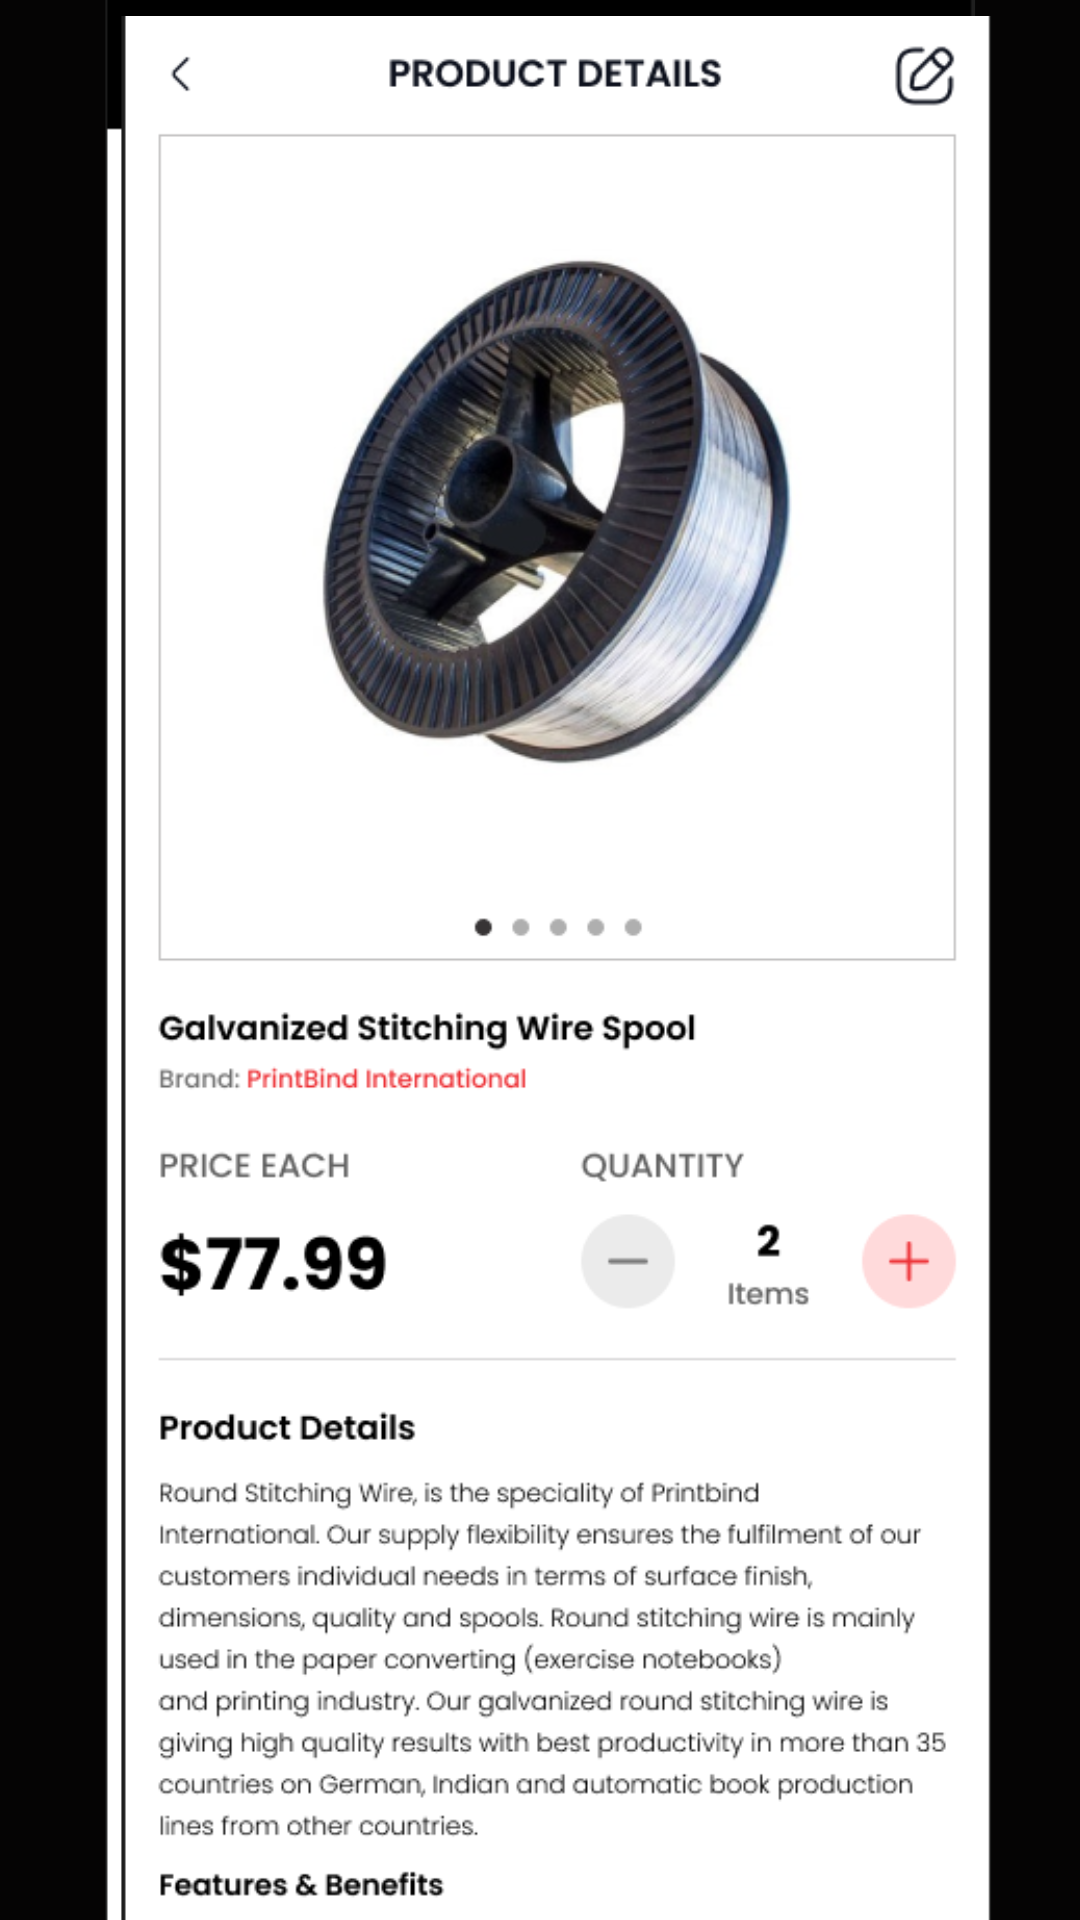 PRODUCT DETAILS
Galvanized Stitching Wire Spool
Brand: PrintBind International
PRICE EACH
QUANTITY
$77.99
2
Items
Product Details
Round Stitching Wire, is the speciality of Printbind
International. Our supply flexibility ensures the fulfilment of our
customers individual needs in terms of surface finish,
dimensions, quality and spools. Round stitching wire is mainly
used in the paper converting (exercise notebooks)
and printing industry. Our galvanized round stitching wire is
giving high quality results with best productivity in more than 35
countries on German, Indian and automatic book production
lines from other countries.
Features & Benefits